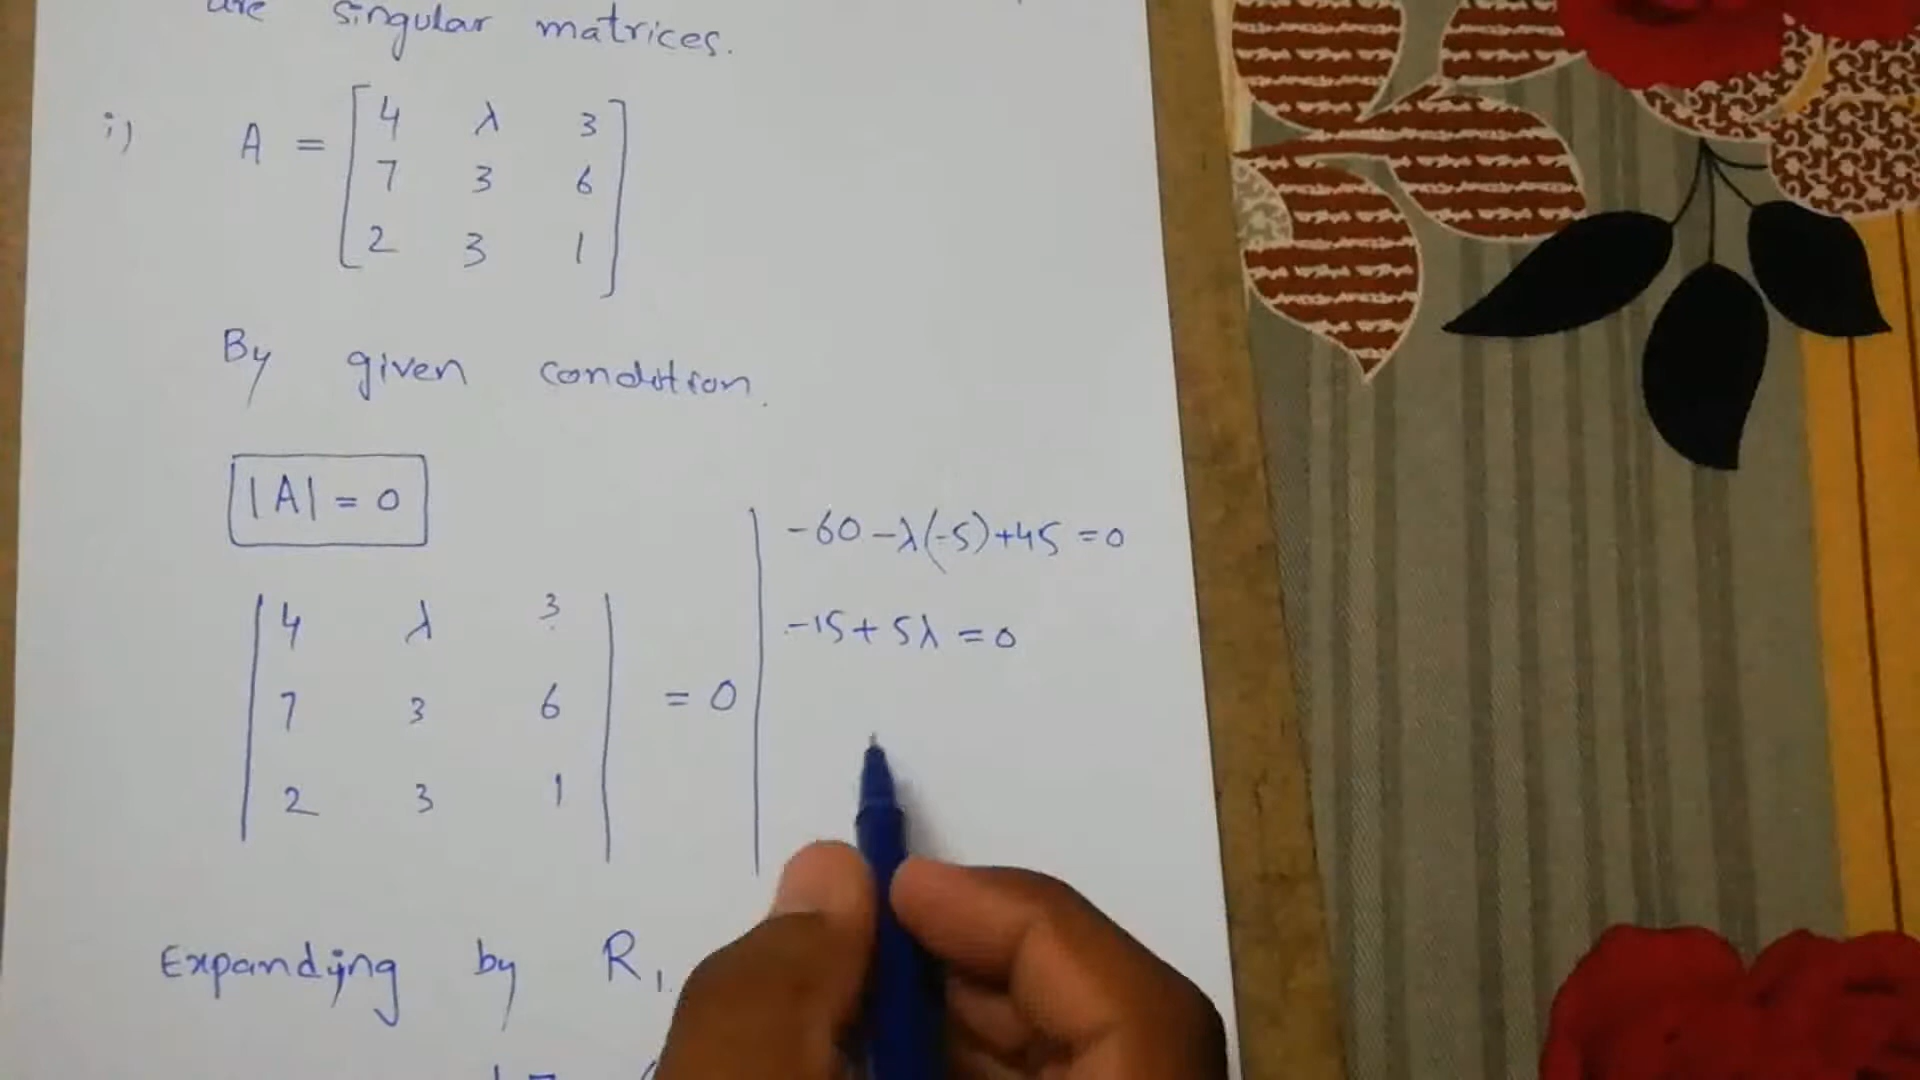 are singular matrices.
i) A = [ 4 λ 3
7 3 6
2 3 1 ]
By given condition.
|A| = 0
| 4 λ 3
7 3 6
2 3 1 | = 0
Expanding by R₁.
-60 -λ(-5)+45 = 0
-15 + 5λ = 0